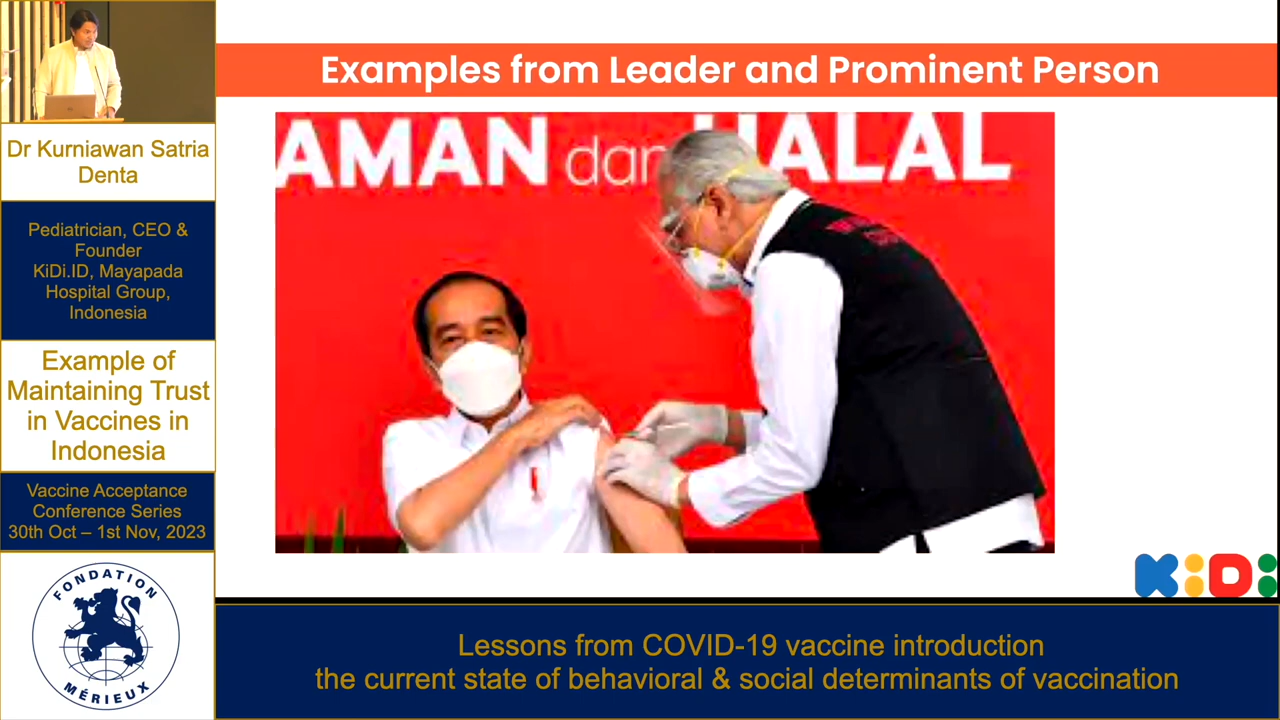 Examples from Leader and Prominent Person
AMAN dan HALAL
Dr Kurniawan Satria
Denta
Pediatrician, CEO &
Founder
KiDi.ID, Mayapada
Hospital Group,
Indonesia
Example of
Maintaining Trust
in Vaccines in
Indonesia
Vaccine Acceptance
Conference Series
30th Oct – 1st Nov, 2023
FONDATION
MÉRIEUX
KiDi
Lessons from COVID-19 vaccine introduction
the current state of behavioral & social determinants of vaccination